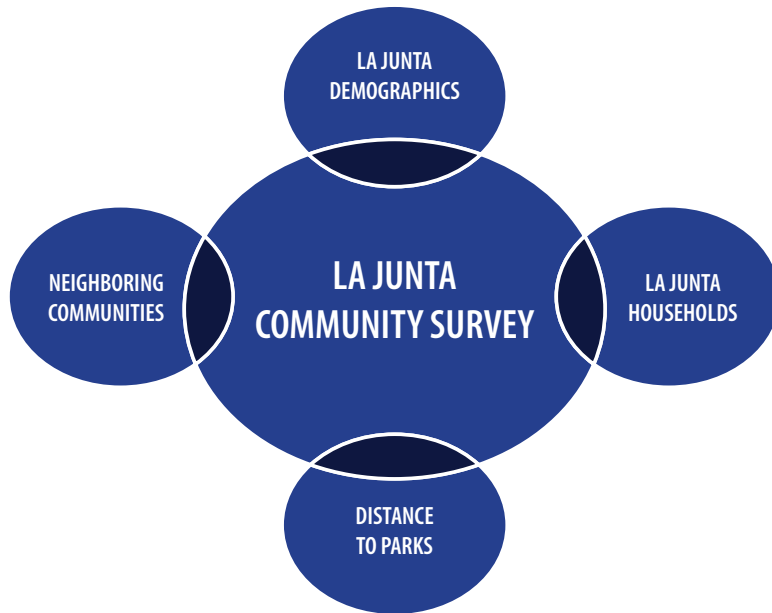 LA JUNTA
DEMOGRAPHICS
NEIGHBORING
COMMUNITIES
LA JUNTA
COMMUNITY SURVEY
LA JUNTA
HOUSEHOLDS
DISTANCE
TO PARKS